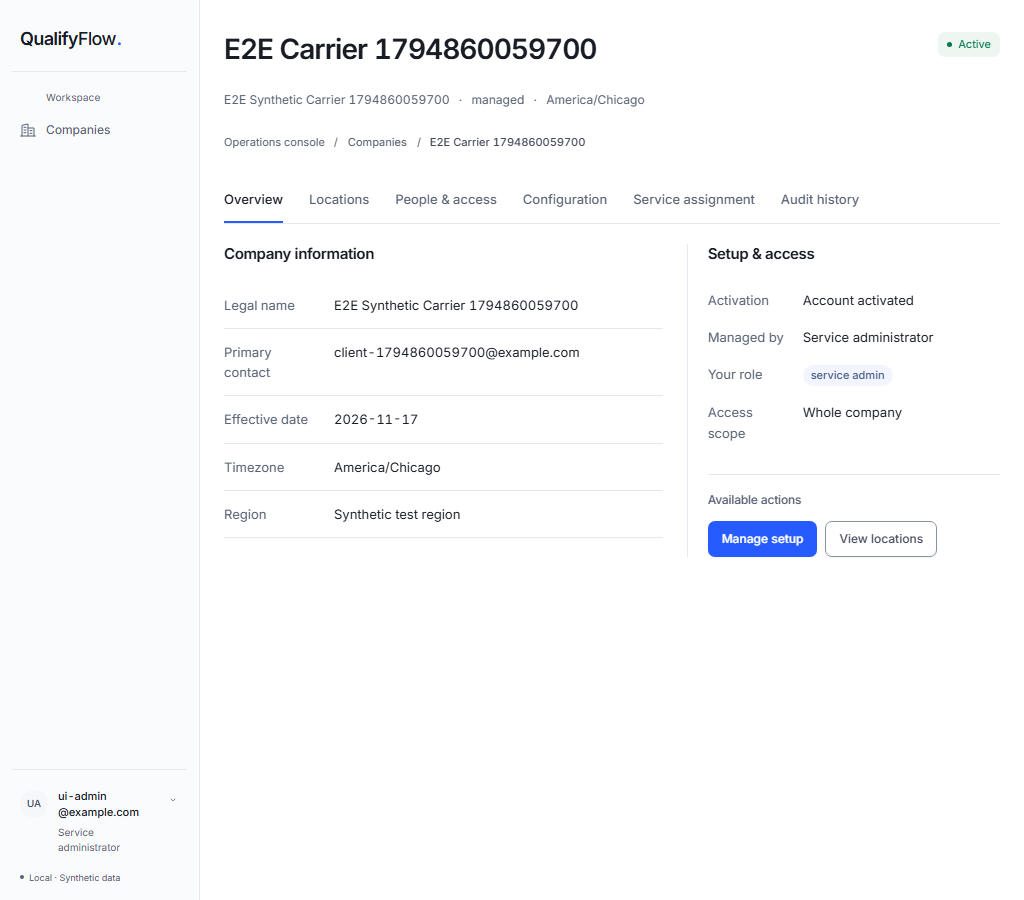 QualifyFlow.
Workspace
Companies
UA
ui-admin
@example.com
Service
administrator
Local · Synthetic data
E2E Carrier 1794860059700
Active
E2E Synthetic Carrier 1794860059700 · managed · America/Chicago
Operations console / Companies / E2E Carrier 1794860059700
Overview Locations People & access Configuration Service assignment Audit history
Company information
Legal name E2E Synthetic Carrier 1794860059700
Primary
contact
client-1794860059700@example.com
Effective date 2026-11-17
Timezone America/Chicago
Region Synthetic test region
Setup & access
Activation Account activated
Managed by Service administrator
Your role service admin
Access
scope
Whole company
Available actions
Manage setup View locations